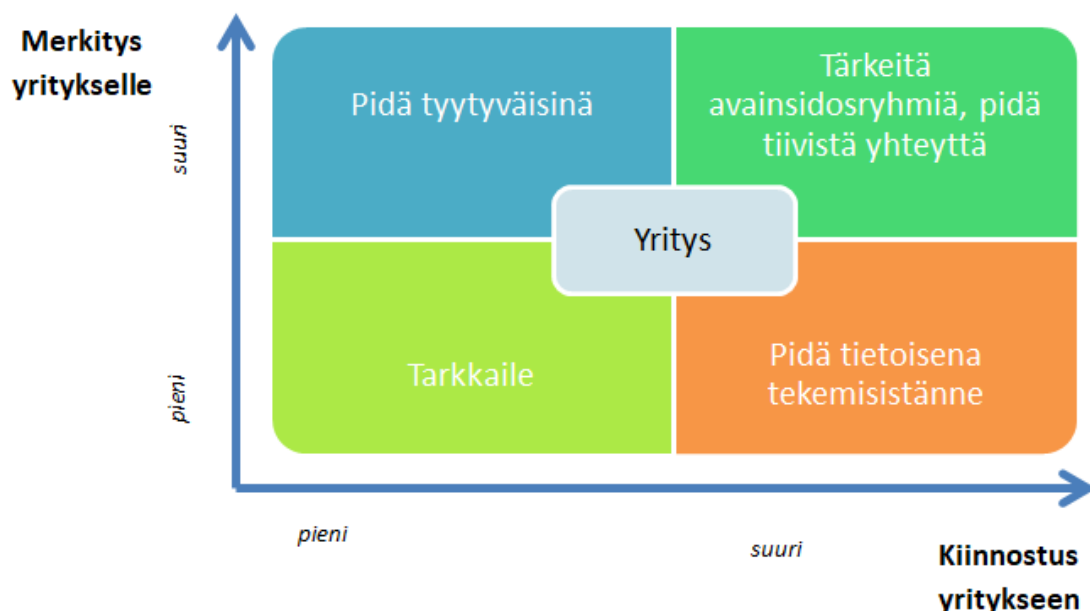 Merkitys
yritykselle
suuri
pieni
Pidä tyytyväisinä
Tärkeitä
avainsidosryhmiä, pidä
tiivistä yhteyttä
Yritys
Tarkkaile
Pidä tietoisena
tekemisistänne
pieni
suuri
Kiinnostus
yritykseen